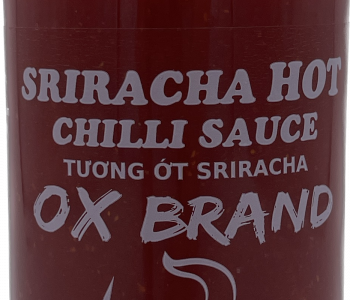 SRIRACHA HOT
CHILLI SAUCE
TƯƠNG ỚT SRIRACHA
OX BRAND